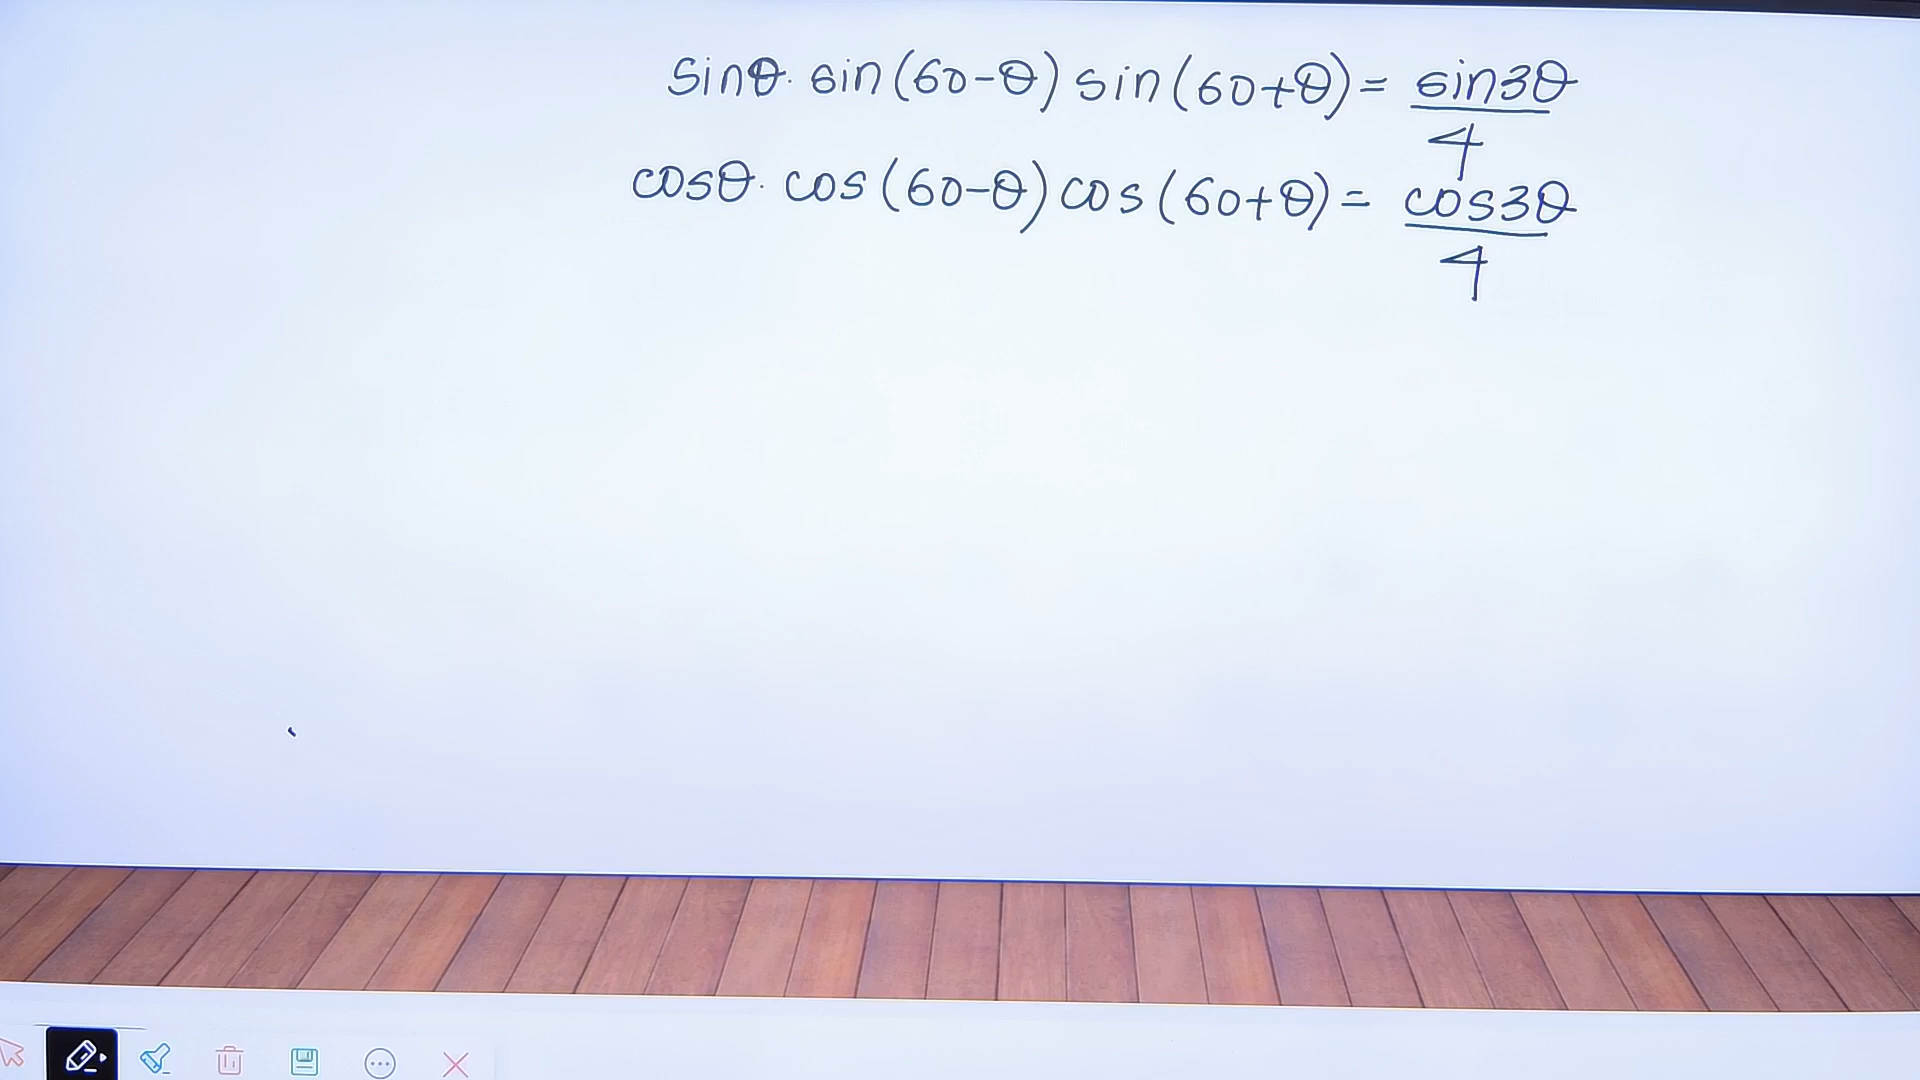 sinθ. sin(60-θ) sin(60+θ) = sin3θ/4
cosθ. cos(60-θ) cos(60+θ) = cos3θ/4